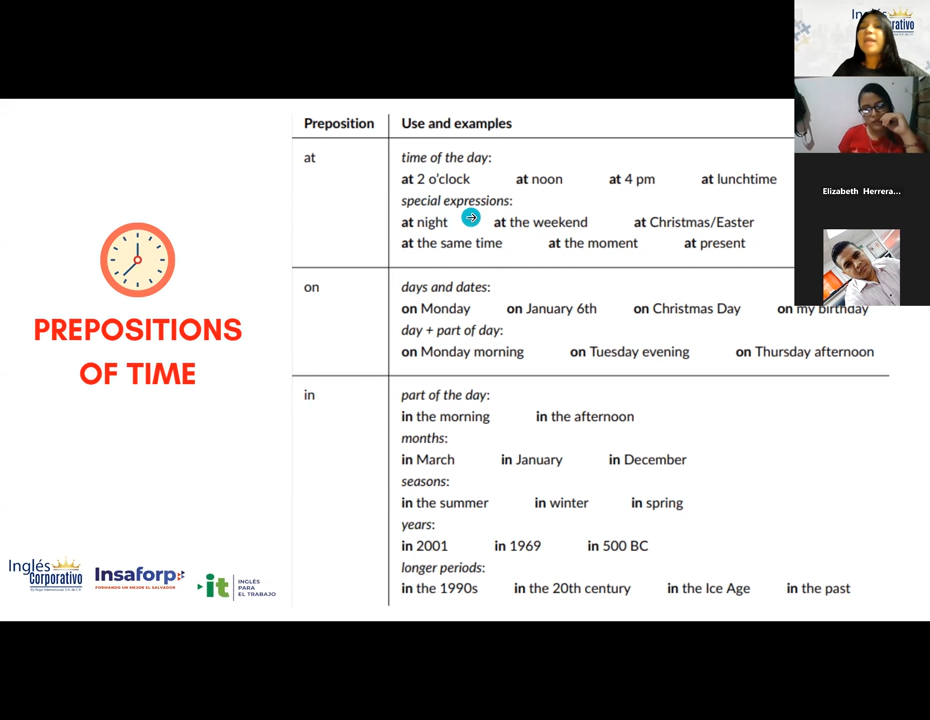 Preposition Use and examples
at time of the day:
at 2 o'clock at noon at 4 pm at lunchtime
special expressions:
at night at the weekend at Christmas/Easter
at the same time at the moment at present
on days and dates:
on Monday on January 6th on Christmas Day on my birthday
day + part of day:
on Monday morning on Tuesday evening on Thursday afternoon
in part of the day:
in the morning in the afternoon
months:
in March in January in December
seasons:
in the summer in winter in spring
years:
in 2001 in 1969 in 500 BC
longer periods:
in the 1990s in the 20th century in the Ice Age in the past
PREPOSITIONS
OF TIME
Inglés
Corporativo
Insaforp
FORMANDO UN MEJOR EL SALVADOR
it
INGLÉS
PARA
EL TRABAJO
Inglés
Elizabeth Herrera...